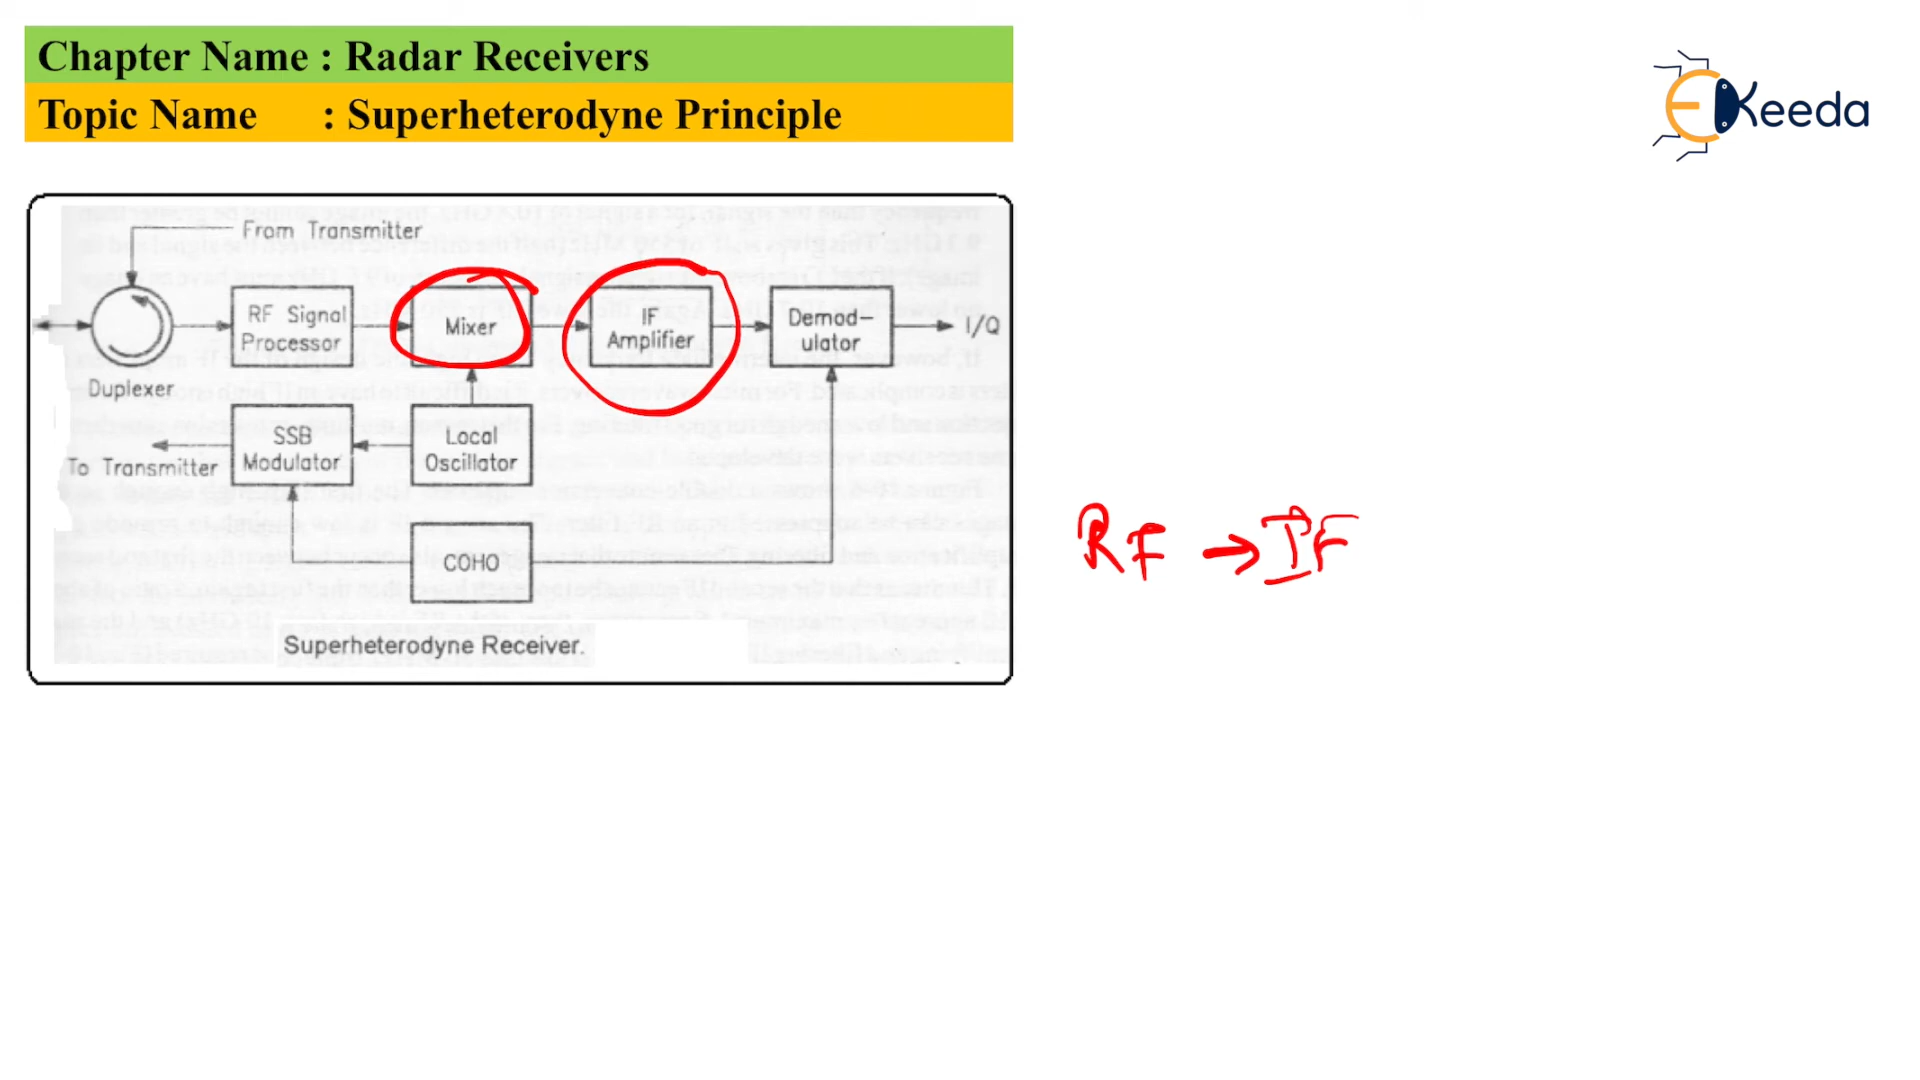 Chapter Name : Radar Receivers
Topic Name : Superheterodyne Principle
EKeeda
From Transmitter
RF Signal
Processor
Mixer
IF
Amplifier
Demod-
ulator
I/Q
Duplexer
SSB
Modulator
Local
Oscillator
To Transmitter
COHO
Superheterodyne Receiver.
RF → IF